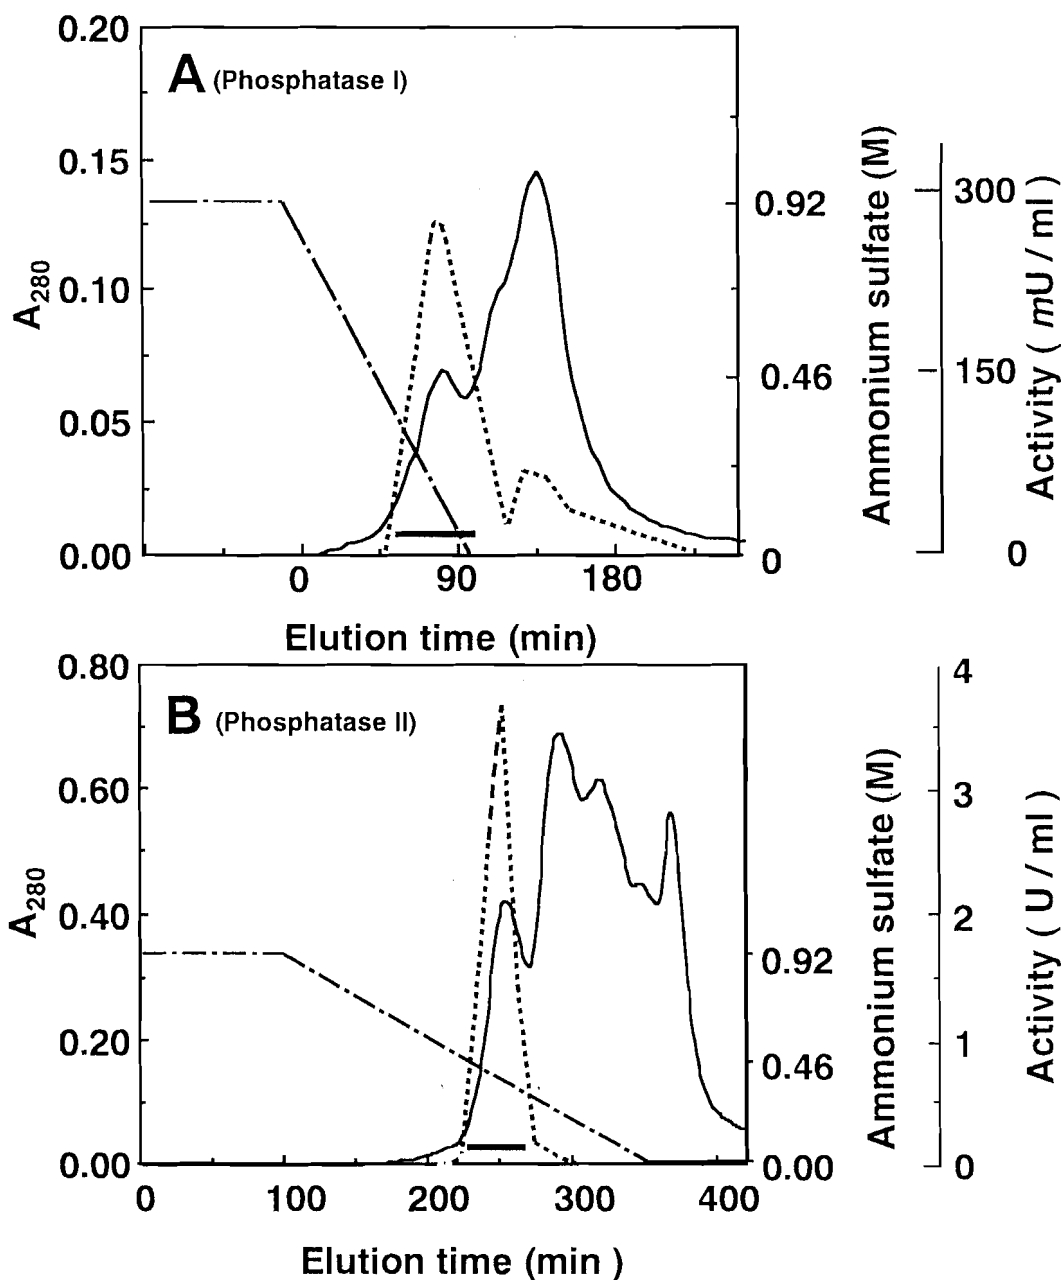 A (Phosphatase I)
0.20
0.15
0.10
0.05
0.00
A280
0 90 180
Elution time (min)
0.92
0.46
0
Ammonium sulfate (M)
300
150
0
Activity ( mU / ml )
B (Phosphatase II)
0.80
0.60
0.40
0.20
0.00
A280
0 100 200 300 400
Elution time (min )
0.92
0.46
0.00
Ammonium sulfate (M)
4
3
2
1
0
Activity ( U / ml )